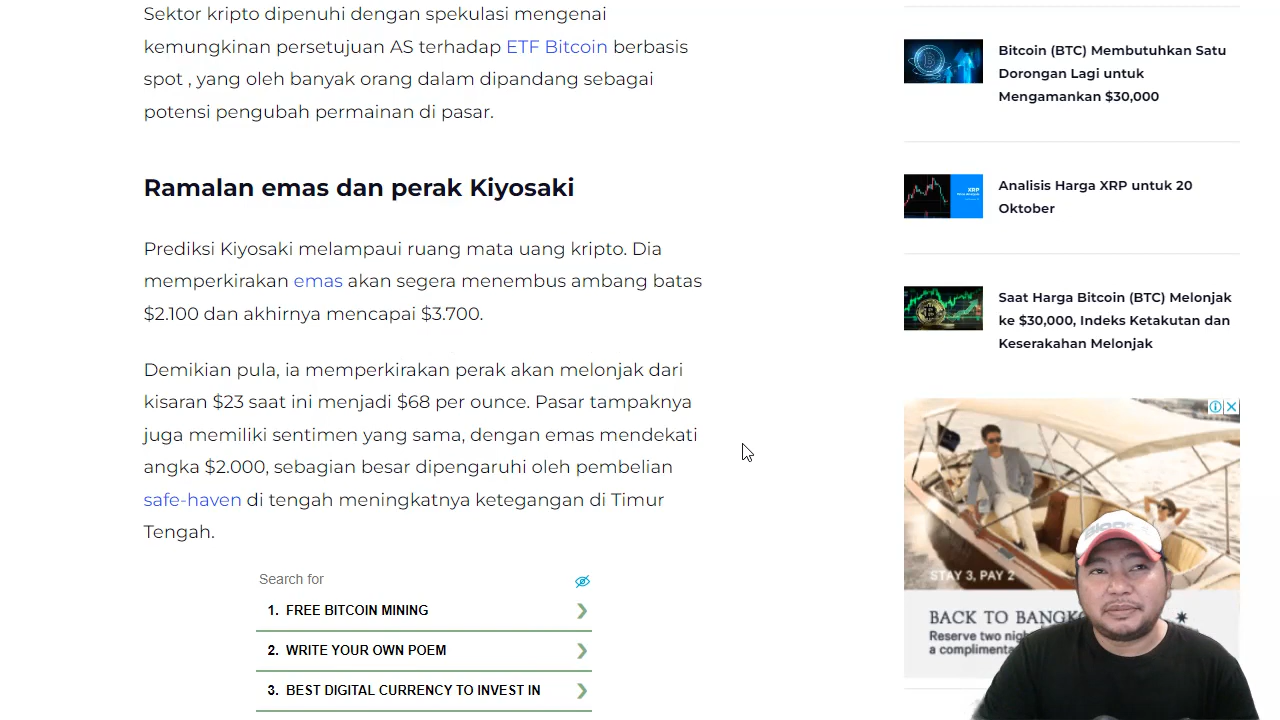 Sektor kripto dipenuhi dengan spekulasi mengenai
kemungkinan persetujuan AS terhadap ETF Bitcoin berbasis
spot , yang oleh banyak orang dalam dipandang sebagai
potensi pengubah permainan di pasar.
Ramalan emas dan perak Kiyosaki
Prediksi Kiyosaki melampaui ruang mata uang kripto. Dia
memperkirakan emas akan segera menembus ambang batas
$2.100 dan akhirnya mencapai $3.700.
Demikian pula, ia memperkirakan perak akan melonjak dari
kisaran $23 saat ini menjadi $68 per ounce. Pasar tampaknya
juga memiliki sentimen yang sama, dengan emas mendekati
angka $2.000, sebagian besar dipengaruhi oleh pembelian
safe-haven di tengah meningkatnya ketegangan di Timur
Tengah.
Search for
1. FREE BITCOIN MINING
2. WRITE YOUR OWN POEM
3. BEST DIGITAL CURRENCY TO INVEST IN
Bitcoin (BTC) Membutuhkan Satu
Dorongan Lagi untuk
Mengamankan $30,000
XRP
Analisis Harga XRP untuk 20
Oktober
Saat Harga Bitcoin (BTC) Melonjak
ke $30,000, Indeks Ketakutan dan
Keserakahan Melonjak
STAY 3, PAY 2
BACK TO
Reserve two
a